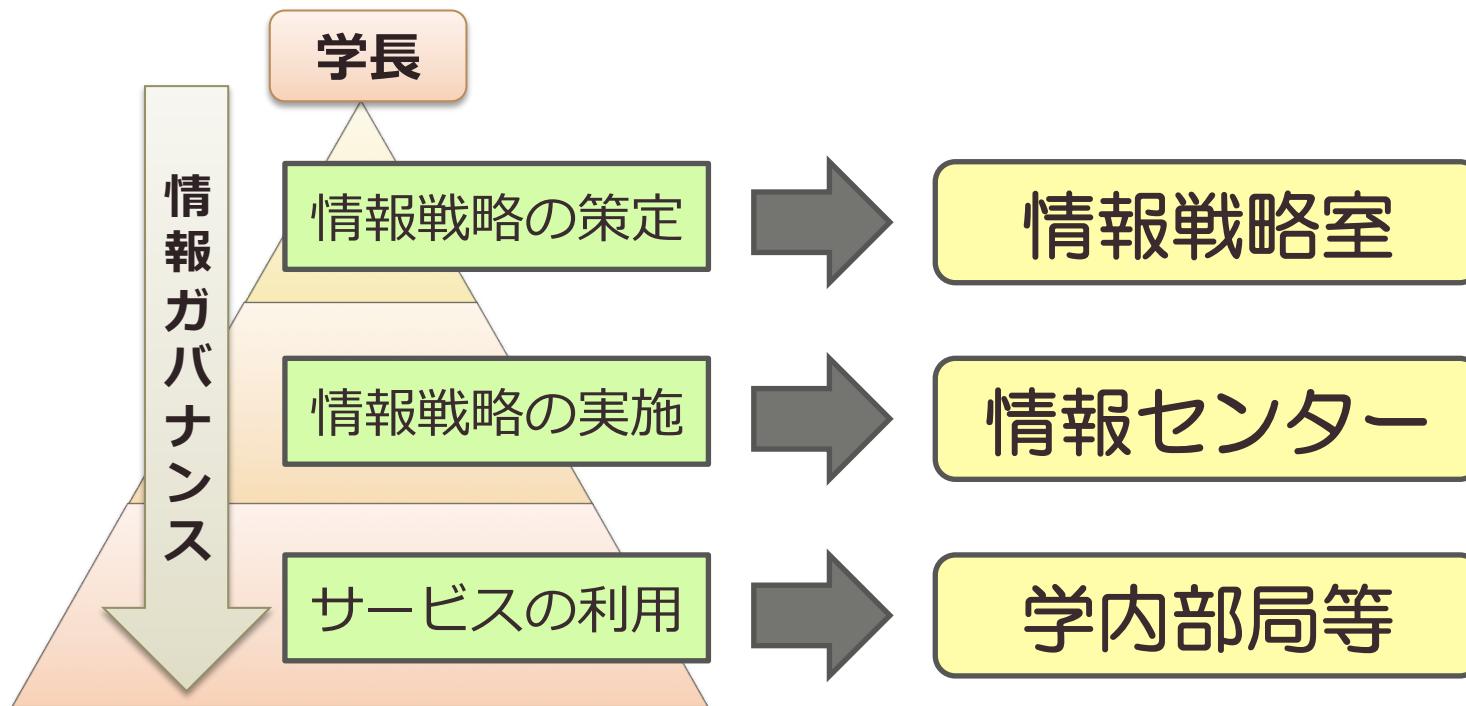 学長
情報ガバナンス
情報戦略の策定
情報戦略室
情報戦略の実施
情報センター
サービスの利用
学内部局等